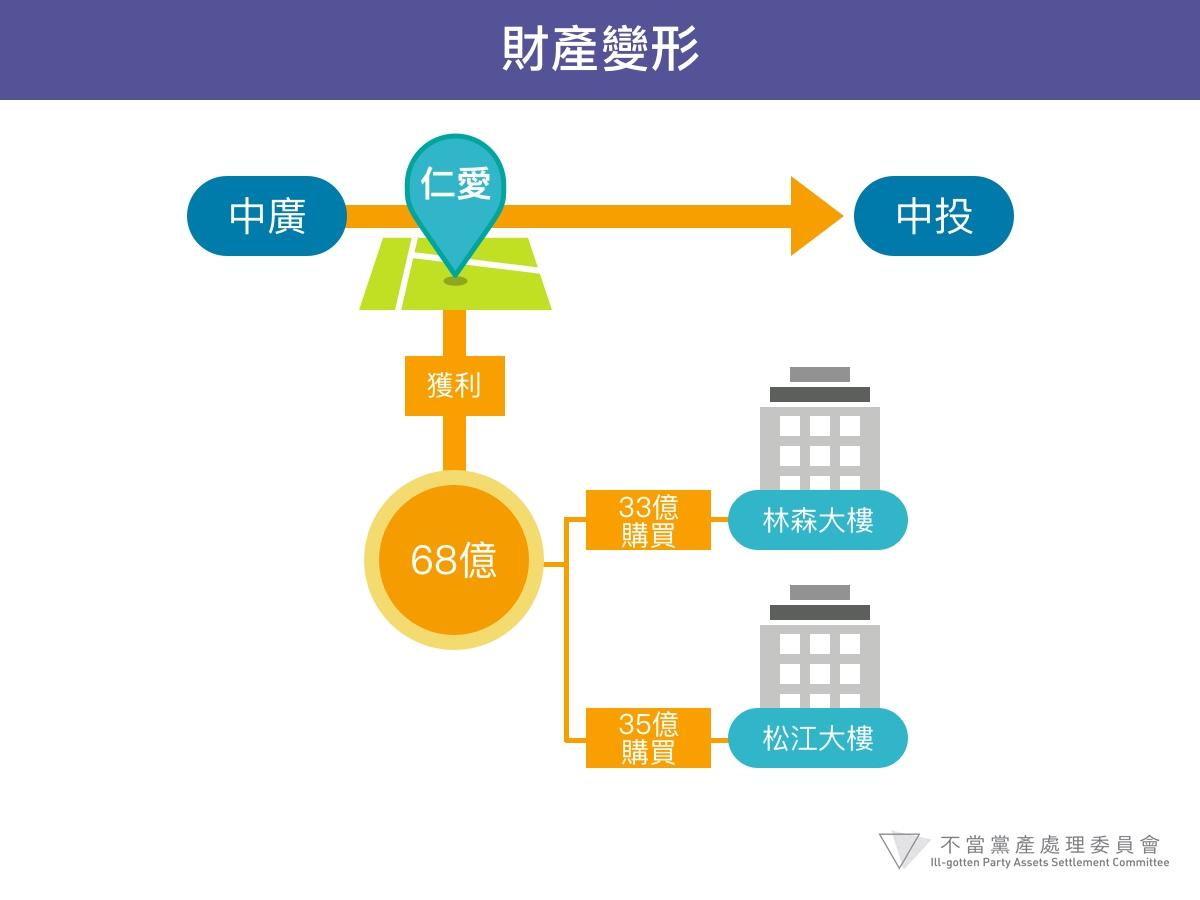 財產變形
仁愛
中廣
中投
獲利
68億
33億
購買
林森大樓
35億
購買
松江大樓
不當黨產處理委員會
Ill-gotten Party Assets Settlement Committee